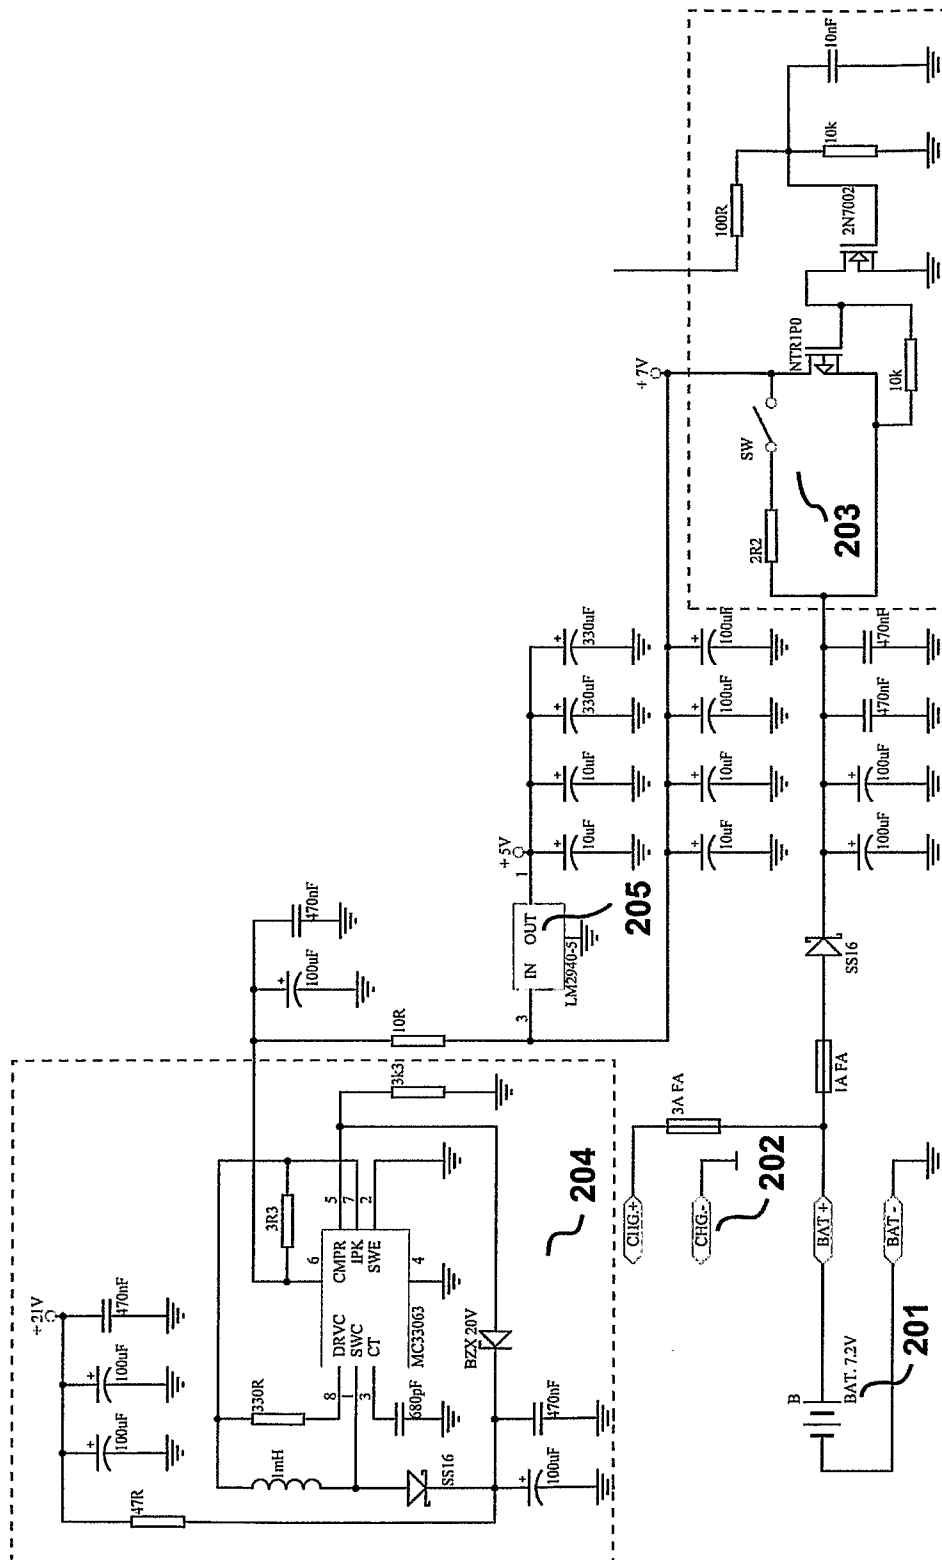 +21V
47R
100uF
100uF
470nF
1mH
330R
8
1
3
DRVC
SWC
CT
680pF
MC33063
6
3R3
CMPR
IPK
SWE
5
7
2
4
3k3
SS16
BZX 20V
100uF
470nF
204
10R
100uF
470nF
3
IN OUT
LM2940-5
1
205
+5V
10uF
10uF
330uF
330uF
+7V
10uF
10uF
100uF
100uF
B
BAT. 7.2V
201
BAT +
BAT -
CHG.+
CHG.-
202
3A FA
1A FA
SS16
100uF
100uF
470nF
470nF
2R2
SW
203
NTR1P0
10k
2N7002
100R
10k
10nF